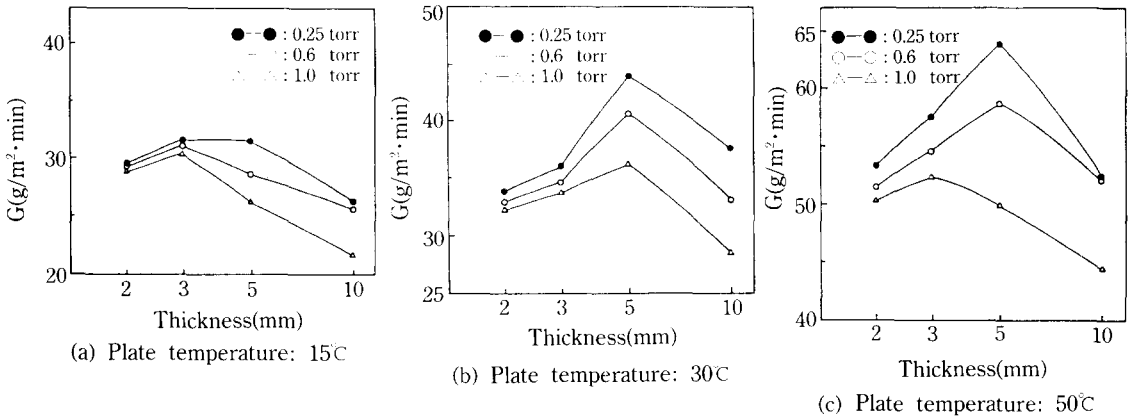 G(g/m²·min)
40
30
20
: 0.25 torr
: 0.6 torr
: 1.0 torr
2 3 5 10
Thickness(mm)
(a) Plate temperature: 15℃
G(g/m²·min)
50
40
30
25
: 0.25 torr
: 0.6 torr
: 1.0 torr
2 3 5 10
Thickness(mm)
(b) Plate temperature: 30℃
G(g/m²·min)
65
60
50
40
: 0.25 torr
: 0.6 torr
: 1.0 torr
2 3 5 10
Thickness(mm)
(c) Plate temperature: 50℃